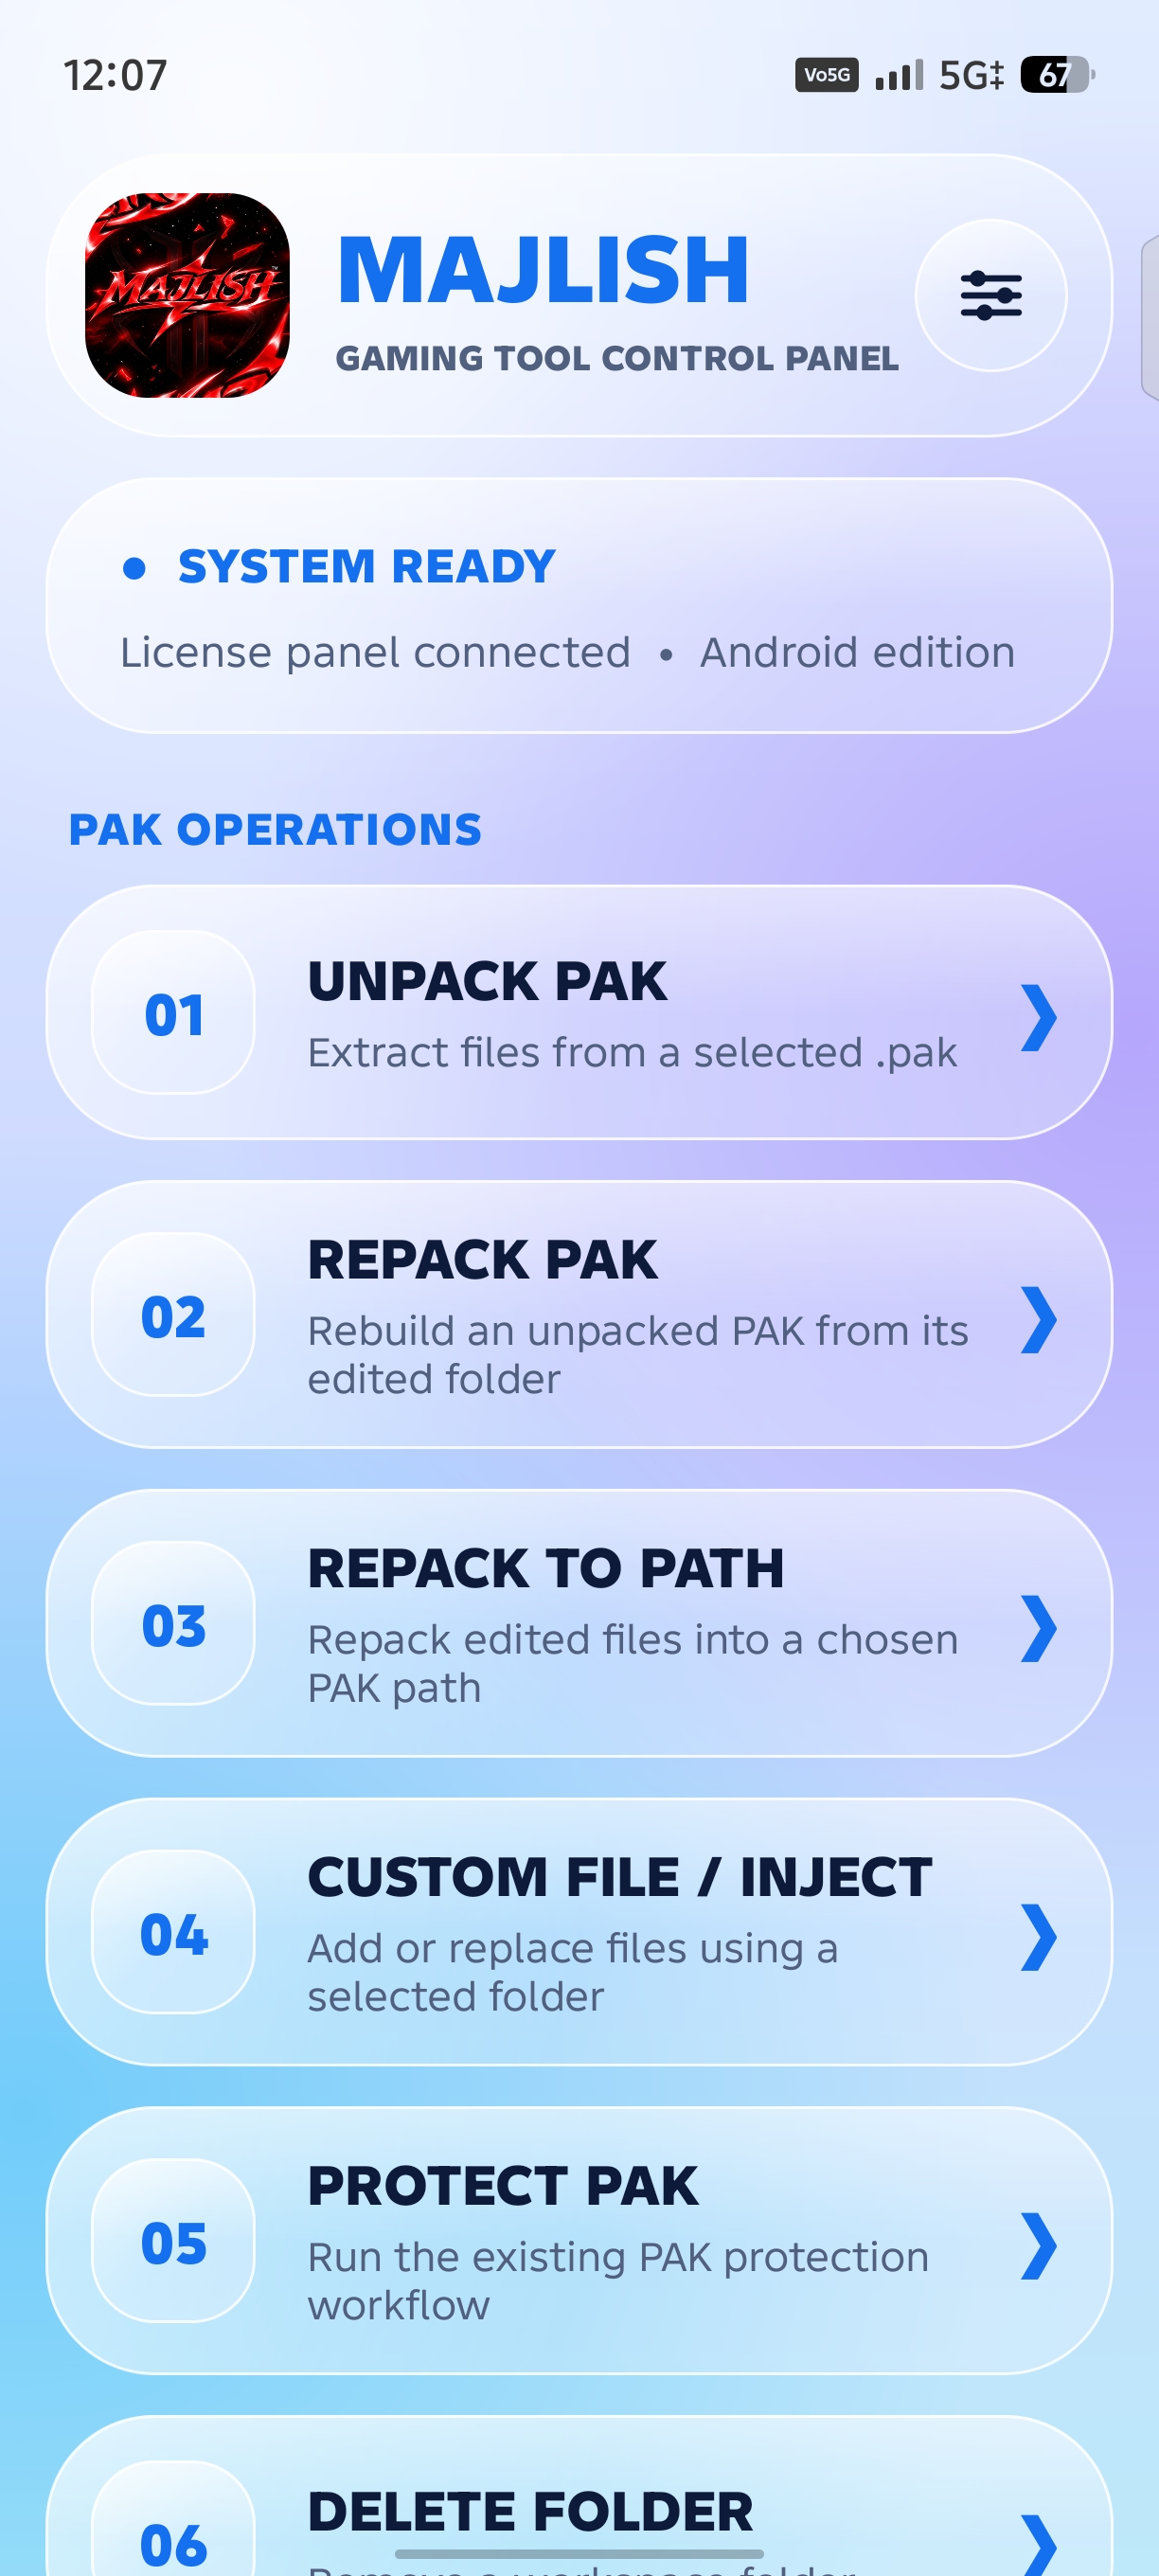 12:07
Vo5G 5G‡ 67
MAJLISH
MAJLISH
GAMING TOOL CONTROL PANEL
● SYSTEM READY
License panel connected • Android edition
PAK OPERATIONS
01
UNPACK PAK
Extract files from a selected .pak
❯
02
REPACK PAK
Rebuild an unpacked PAK from its
edited folder
❯
03
REPACK TO PATH
Repack edited files into a chosen
PAK path
❯
04
CUSTOM FILE / INJECT
Add or replace files using a
selected folder
❯
05
PROTECT PAK
Run the existing PAK protection
workflow
❯
06
DELETE FOLDER
Remove a workspace folder
❯